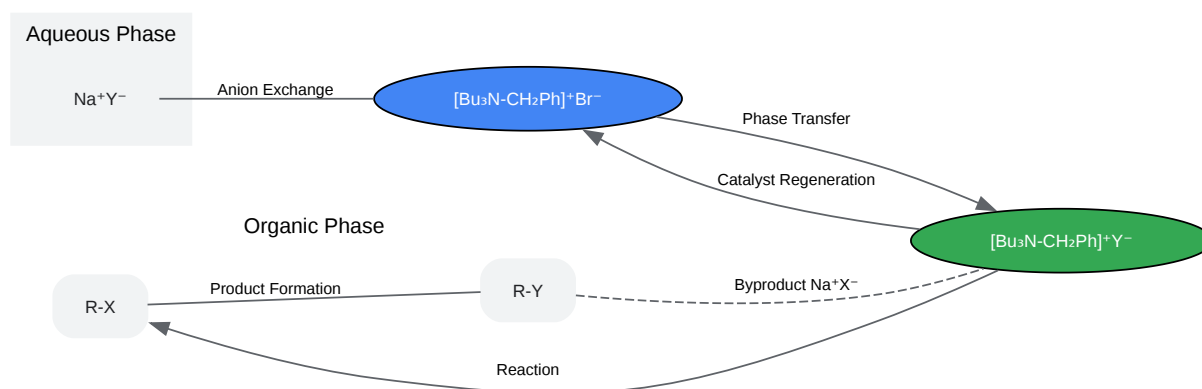 Aqueous Phase
Na⁺Y⁻
Anion Exchange
[Bu₃N-CH₂Ph]⁺Br⁻
Phase Transfer
Catalyst Regeneration
Organic Phase
[Bu₃N-CH₂Ph]⁺Y⁻
R-X
Product Formation
R-Y
Byproduct Na⁺X⁻
Reaction